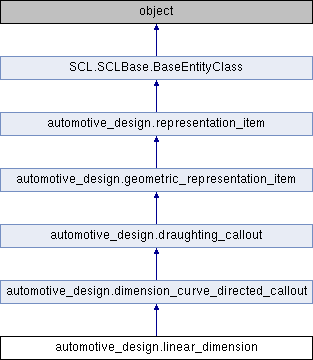 object
SCL.SCLBase.BaseEntityClass
automotive_design.representation_item
automotive_design.geometric_representation_item
automotive_design.draughting_callout
automotive_design.dimension_curve_directed_callout
automotive_design.linear_dimension